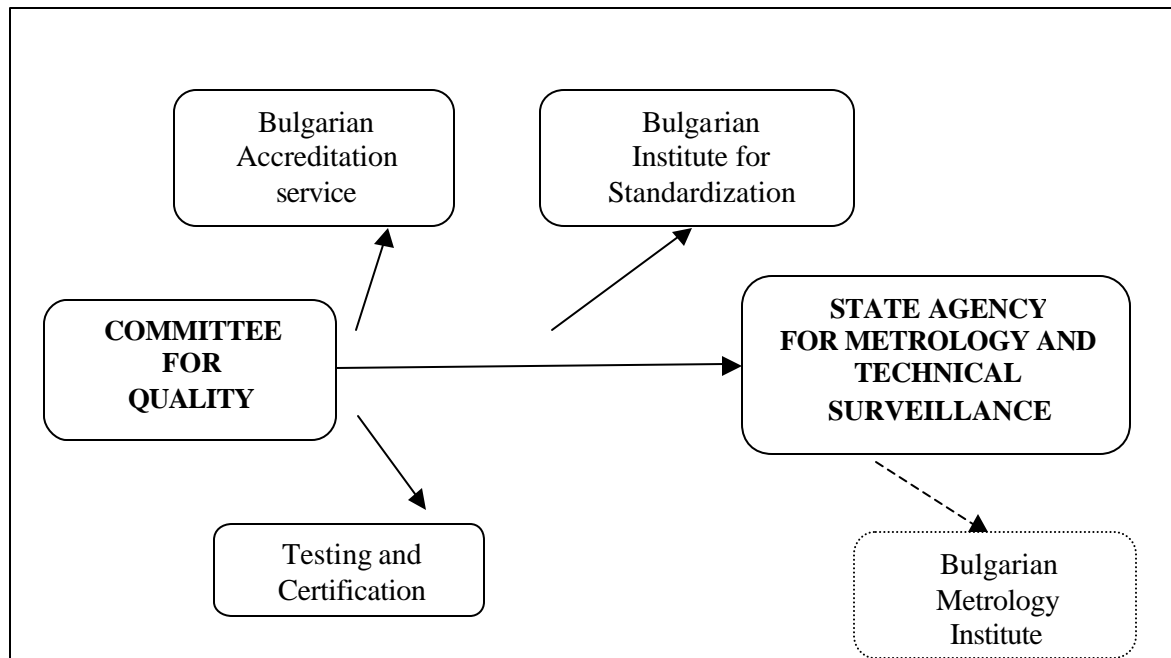 Bulgarian
Accreditation
service
Bulgarian
Institute for
Standardization
COMMITTEE
FOR
QUALITY
STATE AGENCY
FOR METROLOGY AND
TECHNICAL
SURVEILLANCE
Testing and
Certification
Bulgarian
Metrology
Institute